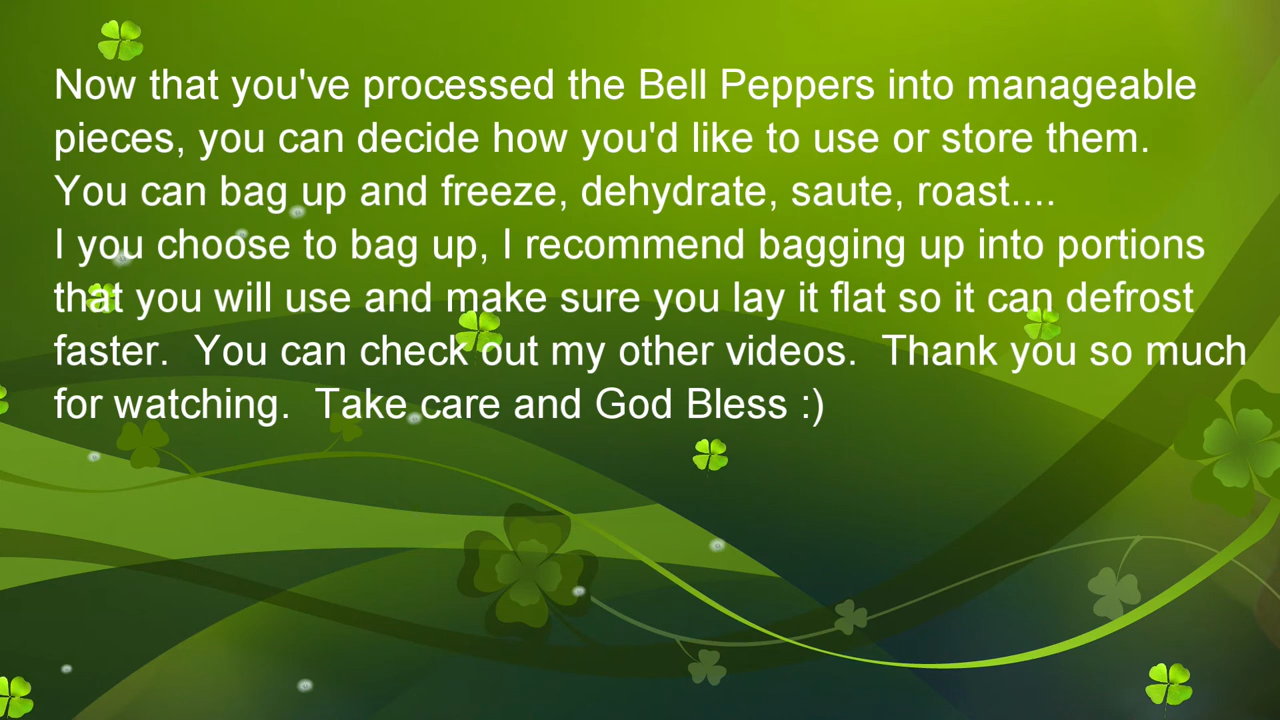 Now that you've processed the Bell Peppers into manageable
pieces, you can decide how you'd like to use or store them.
You can bag up and freeze, dehydrate, saute, roast....
I you choose to bag up, I recommend bagging up into portions
that you will use and make sure you lay it flat so it can defrost
faster.  You can check out my other videos.  Thank you so much
for watching.  Take care and God Bless :)